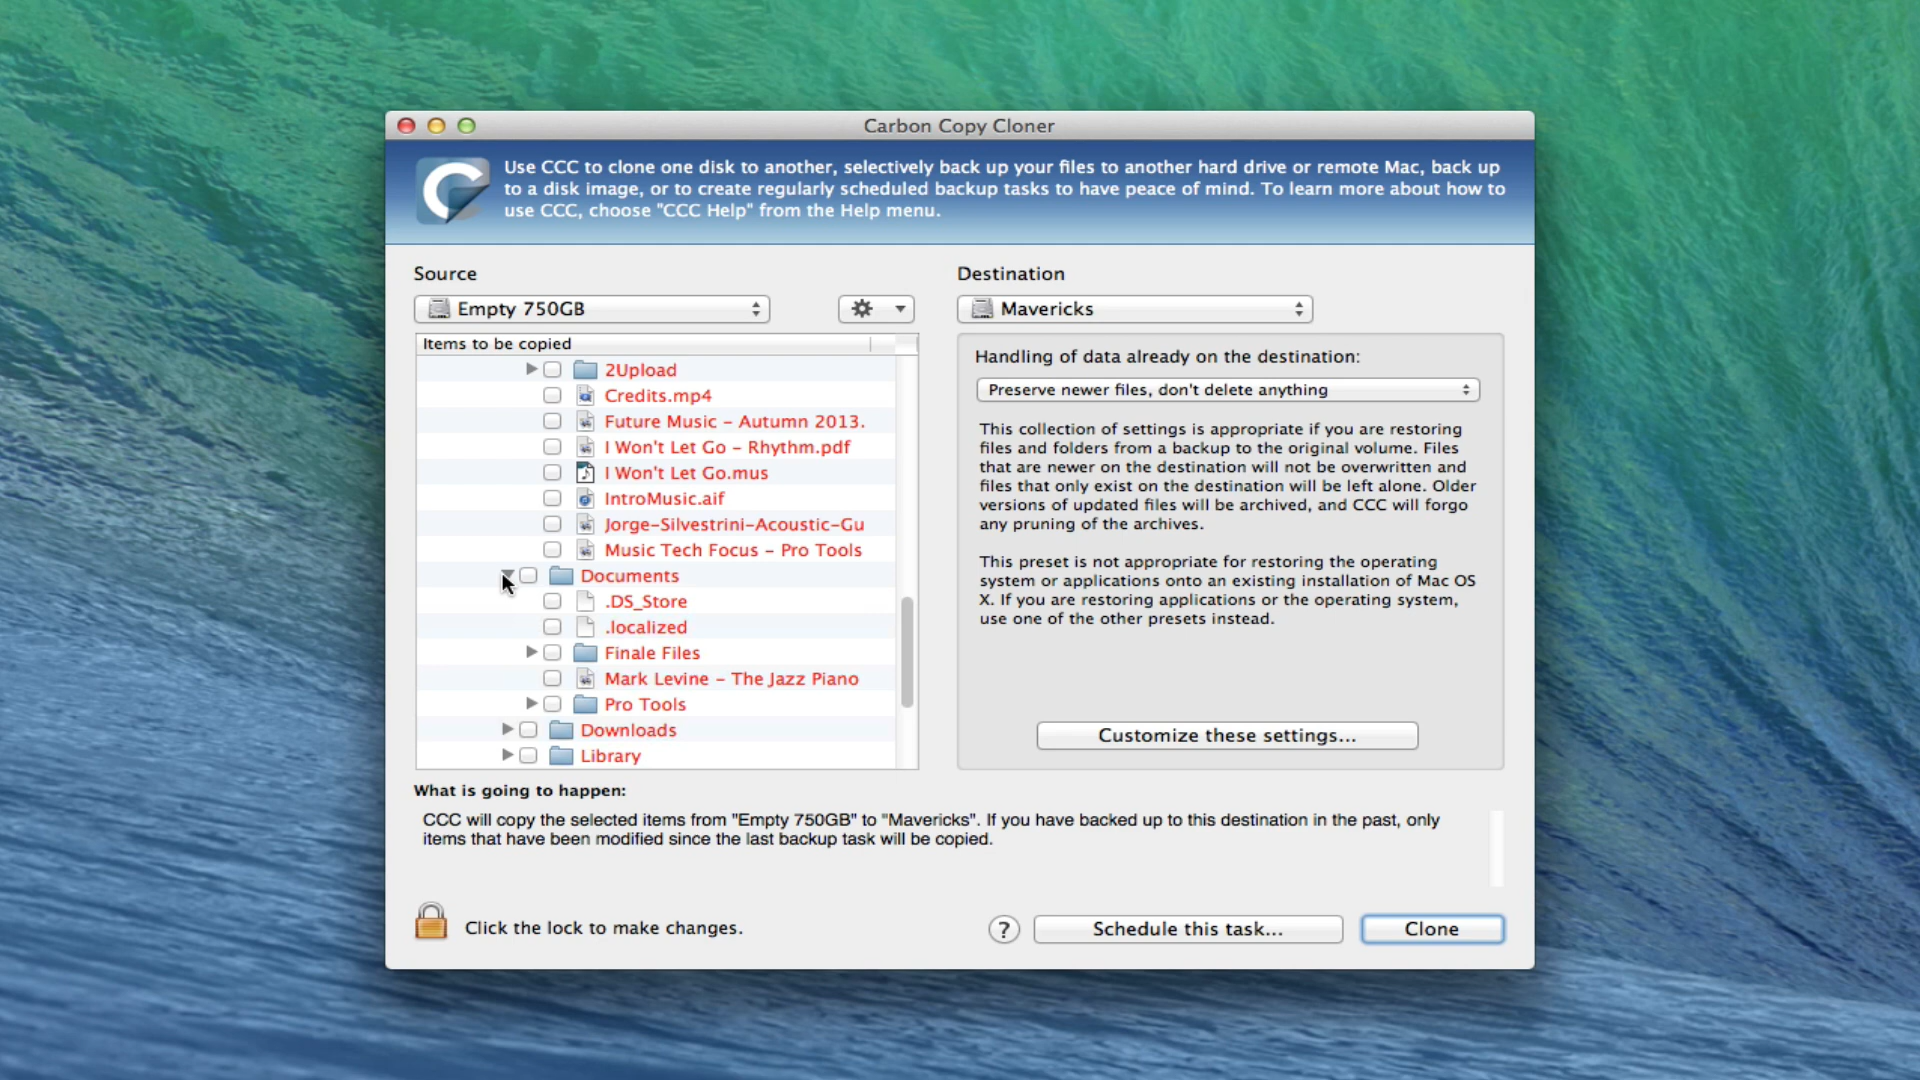 Carbon Copy Cloner
Use CCC to clone one disk to another, selectively back up your files to another hard drive or remote Mac, back up
to a disk image, or to create regularly scheduled backup tasks to have peace of mind. To learn more about how to
use CCC, choose "CCC Help" from the Help menu.
Source
Empty 750GB
Items to be copied
2Upload
Credits.mp4
Future Music – Autumn 2013.
I Won't Let Go – Rhythm.pdf
I Won't Let Go.mus
IntroMusic.aif
Jorge-Silvestrini-Acoustic-Gu
Music Tech Focus – Pro Tools
Documents
.DS_Store
.localized
Finale Files
Mark Levine – The Jazz Piano
Pro Tools
Downloads
Library
Destination
Mavericks
Handling of data already on the destination:
Preserve newer files, don't delete anything
This collection of settings is appropriate if you are restoring
files and folders from a backup to the original volume. Files
that are newer on the destination will not be overwritten and
files that only exist on the destination will be left alone. Older
versions of updated files will be archived, and CCC will forgo
any pruning of the archives.
This preset is not appropriate for restoring the operating
system or applications onto an existing installation of Mac OS
X. If you are restoring applications or the operating system,
use one of the other presets instead.
Customize these settings...
What is going to happen:
CCC will copy the selected items from "Empty 750GB" to "Mavericks". If you have backed up to this destination in the past, only
items that have been modified since the last backup task will be copied.
Click the lock to make changes.
?
Schedule this task...
Clone